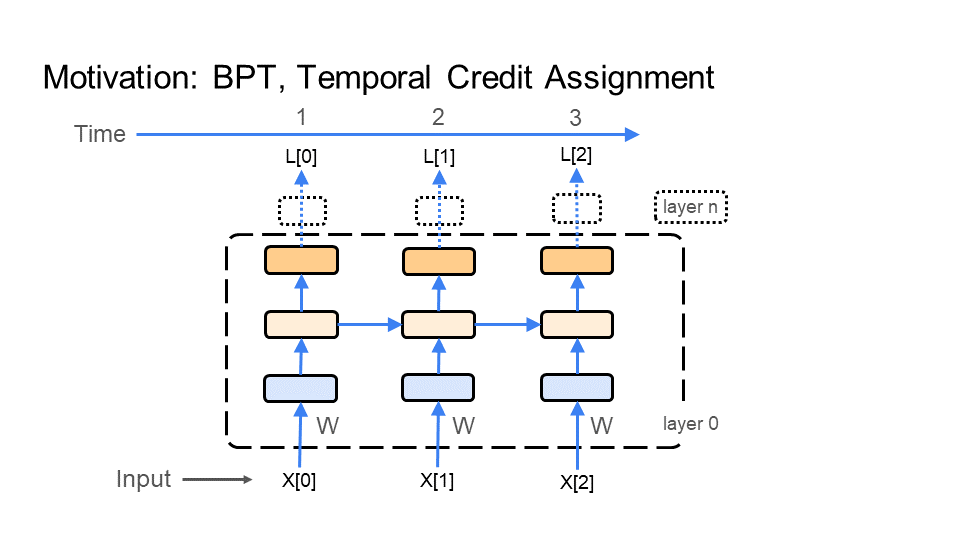 Motivation: BPT, Temporal Credit Assignment
1 2 3
Time
L[0] L[1] L[2]
layer n
W W W layer 0
Input X[0] X[1] X[2]